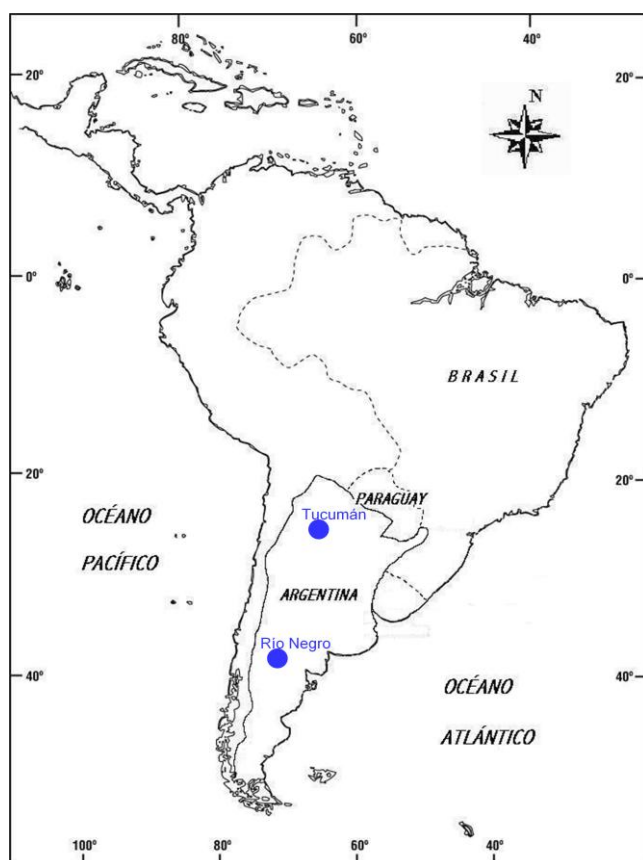 80°
60°
40°
20°
20°
N
0°
0°
BRASIL
20°
20°
PARAGUAY
OCÉANO
PACÍFICO
Tucumán
ARGENTINA
Río Negro
40°
40°
OCÉANO
ATLÁNTICO
100°
80°
60°
40°